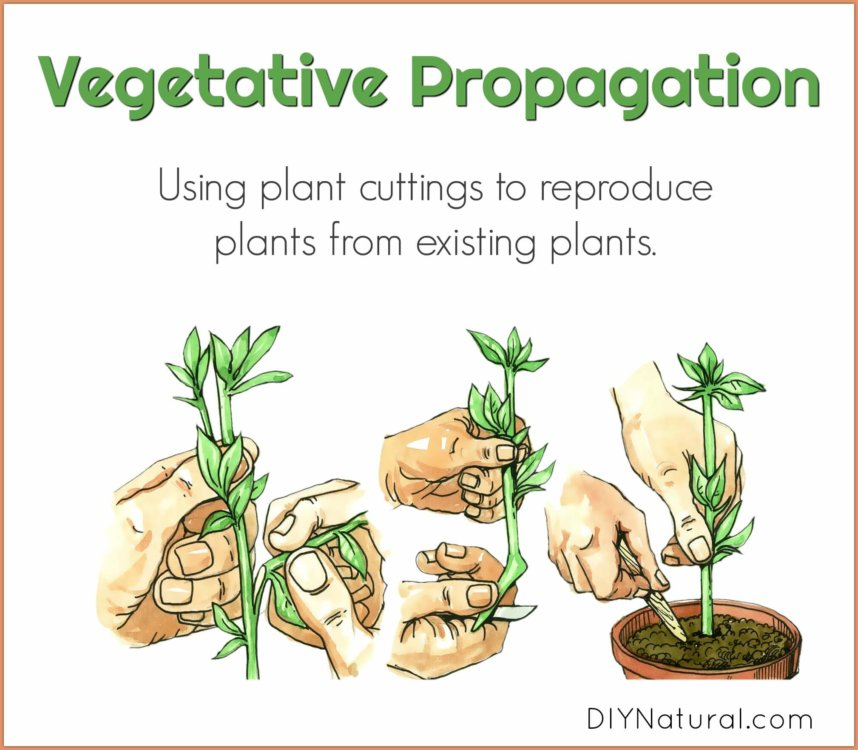 Vegetative Propagation
Using plant cuttings to reproduce
plants from existing plants.
DIYNatural.com